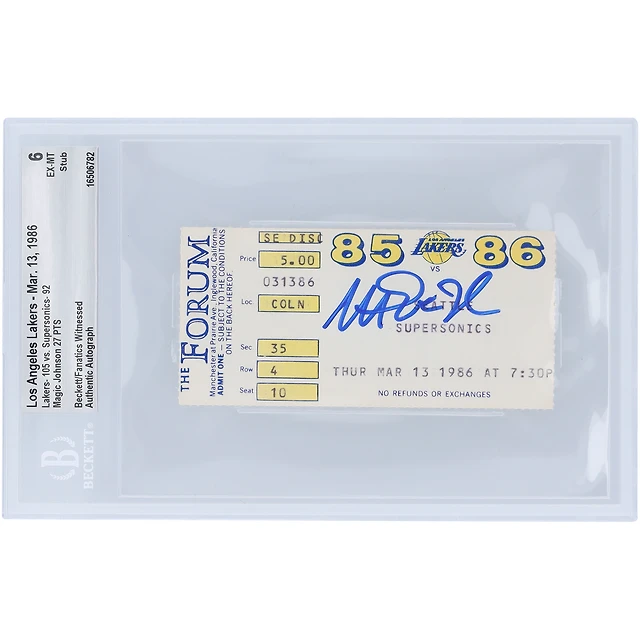 Los Angeles Lakers - Mar. 13, 1986
Lakers- 105 vs. Supersonics- 92
Magic Johnson 27 PTS
Beckett/Fanatics Witnessed
Authentic Autograph
6
EX-MT
Stub
16506782
B
BECKETT®
THE FORUM
Manchester at Prairie Ave., Inglewood, California
ADMIT ONE — SUBJECT TO THE CONDITIONS
ON THE BACK HEREOF.
SE DISC
Price 5.00
031386
Loc COLN
Sec 35
Row 4
Seat 10
85 LOS ANGELES LAKERS 86
VS
SUPERSONICS
THUR MAR 13 1986 AT 7:30P
NO REFUNDS OR EXCHANGES